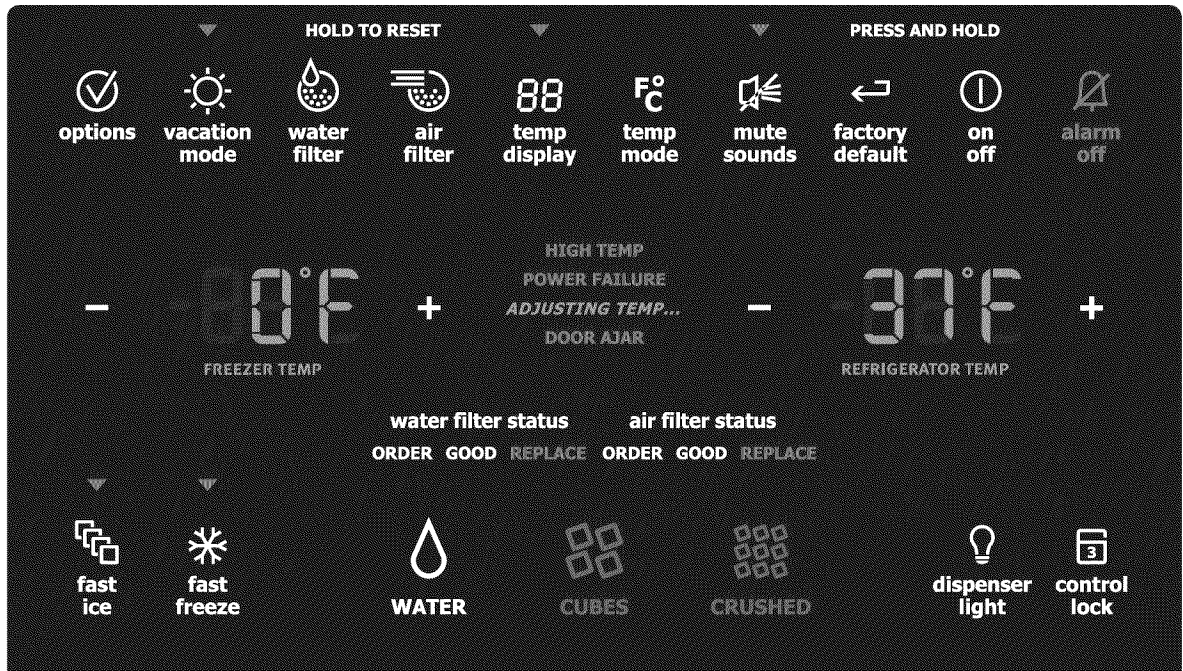 HOLD TO RESET PRESS AND HOLD
88 F°C
options vacation water air temp temp mute factory on alarm
mode filter filter display mode sounds default off off
HIGH TEMP
POWER FAILURE
ADJUSTING TEMP...
DOOR AJAR
- 0°F + - 37°F +
FREEZER TEMP REFRIGERATOR TEMP
water filter status air filter status
ORDER GOOD REPLACE ORDER GOOD REPLACE
3
fast fast dispenser control
ice freeze WATER CUBES CRUSHED light lock